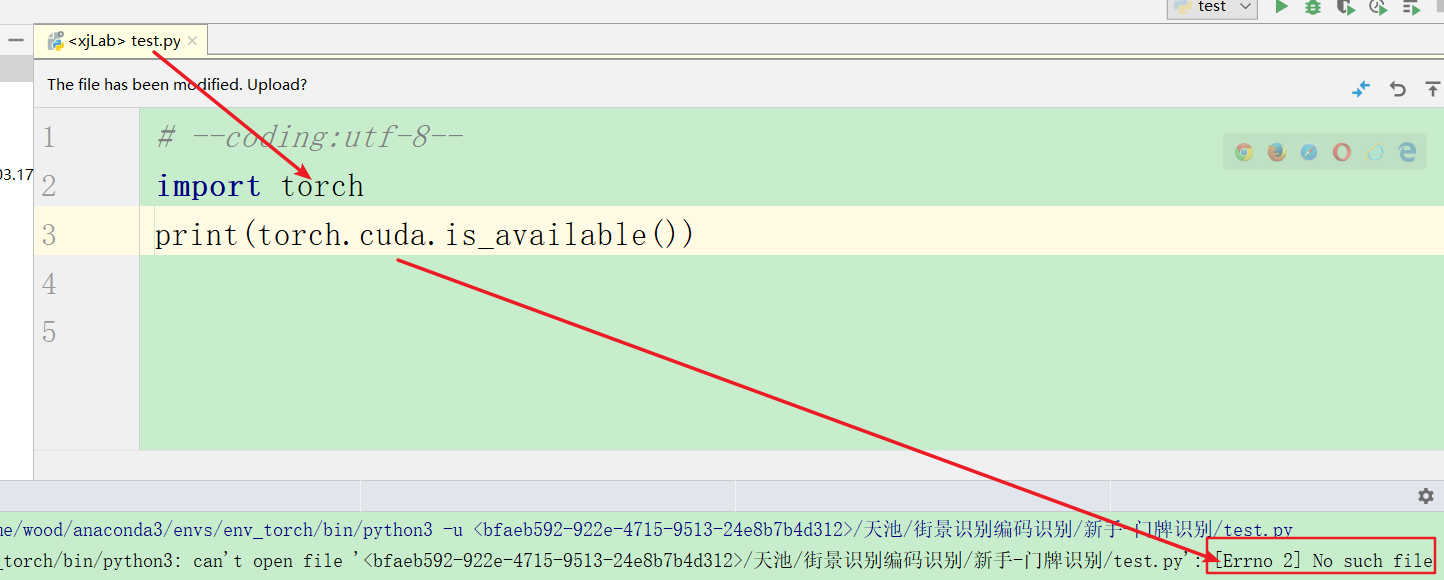 test
<xjLab> test.py
The file has been modified. Upload?
1 # --coding:utf-8--
03.17
2 import torch
3 print(torch.cuda.is_available())
4
5
ne/wood/anaconda3/envs/env_torch/bin/python3 -u <bfaeb592-922e-4715-9513-24e8b7b4d312>/天池/街景识别编码识别/新手-门牌识别/test.py
_torch/bin/python3: can't open file '<bfaeb592-922e-4715-9513-24e8b7b4d312>/天池/街景识别编码识别/新手-门牌识别/test.py': [Errno 2] No such file